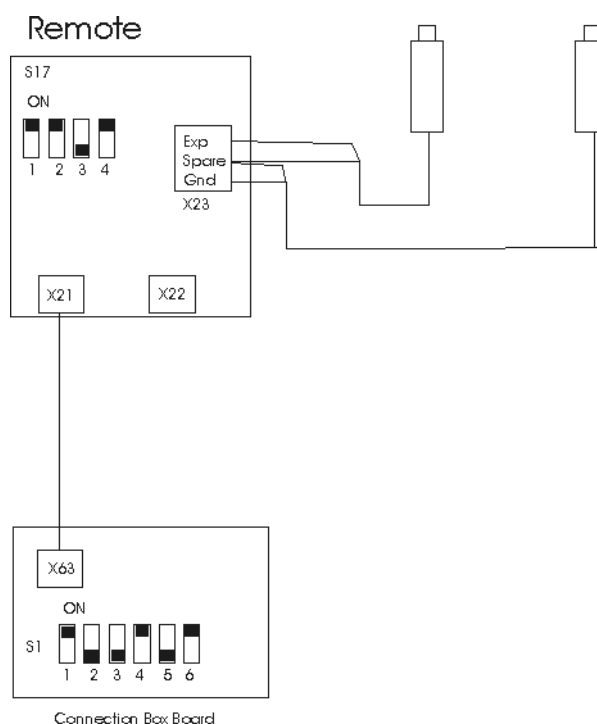 Remote
S17
ON
1 2 3 4
Exp
Spare
Gnd
X23
X21 X22
X63
ON
S1
1 2 3 4 5 6
Connection Box Board